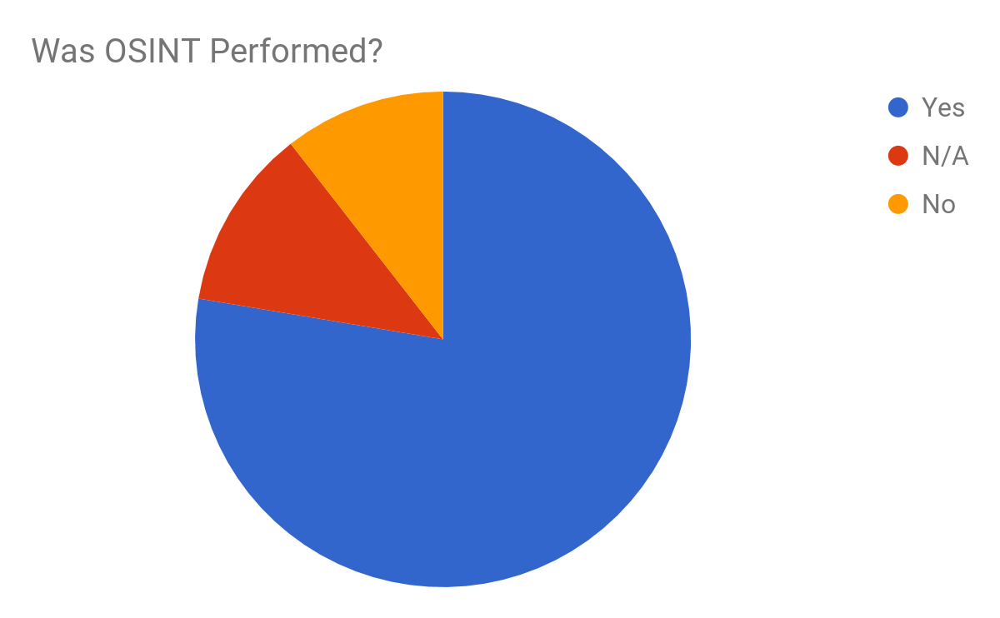 Was OSINT Performed?
Yes
N/A
No